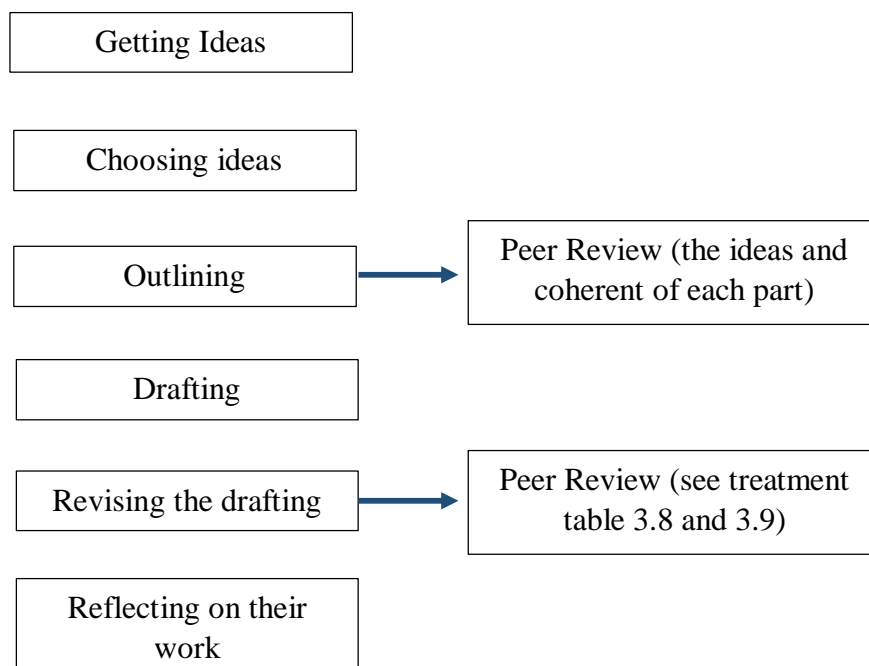 Getting Ideas
Choosing ideas
Outlining
Peer Review (the ideas and
coherent of each part)
Drafting
Revising the drafting
Peer Review (see treatment
table 3.8 and 3.9)
Reflecting on their
work